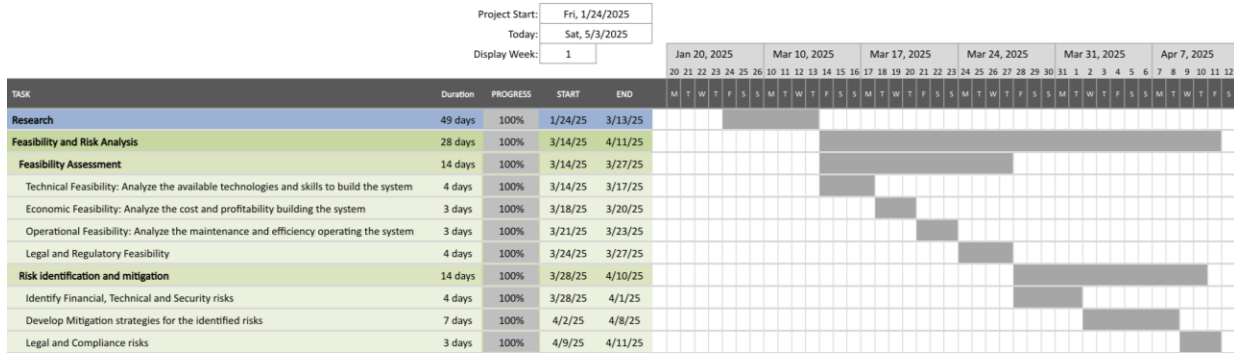 Project Start: Fri, 1/24/2025
Today: Sat, 5/3/2025
Display Week: 1
Jan 20, 2025 Mar 10, 2025 Mar 17, 2025 Mar 24, 2025 Mar 31, 2025 Apr 7, 2025
20 21 22 23 24 25 26 10 11 12 13 14 15 16 17 18 19 20 21 22 23 24 25 26 27 28 29 30 31 1 2 3 4 5 6 7 8 9 10 11 12
TASK Duration PROGRESS START END M T W T F S S M T W T F S S M T W T F S S M T W T F S S M T W T F S S M T W T F S
Research 49 days 100% 1/24/25 3/13/25
Feasibility and Risk Analysis 28 days 100% 3/14/25 4/11/25
Feasibility Assessment 14 days 100% 3/14/25 3/27/25
Technical Feasibility: Analyze the available technologies and skills to build the system 4 days 100% 3/14/25 3/17/25
Economic Feasibility: Analyze the cost and profitability building the system 3 days 100% 3/18/25 3/20/25
Operational Feasibility: Analyze the maintenance and efficiency operating the system 3 days 100% 3/21/25 3/23/25
Legal and Regulatory Feasibility 4 days 100% 3/24/25 3/27/25
Risk identification and mitigation 14 days 100% 3/28/25 4/10/25
Identify Financial, Technical and Security risks 4 days 100% 3/28/25 4/1/25
Develop Mitigation strategies for the identified risks 7 days 100% 4/2/25 4/8/25
Legal and Compliance risks 3 days 100% 4/9/25 4/11/25